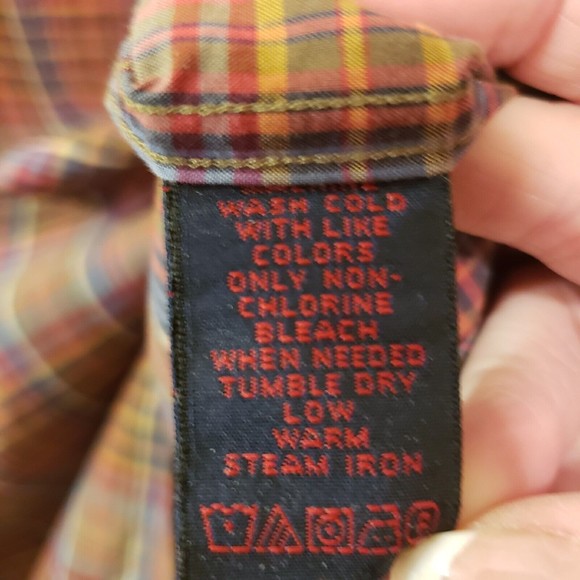 WASH COLD
WITH LIKE
COLORS
ONLY NON-
CHLORINE
BLEACH
WHEN NEEDED
TUMBLE DRY
LOW
WARM
STEAM IRON